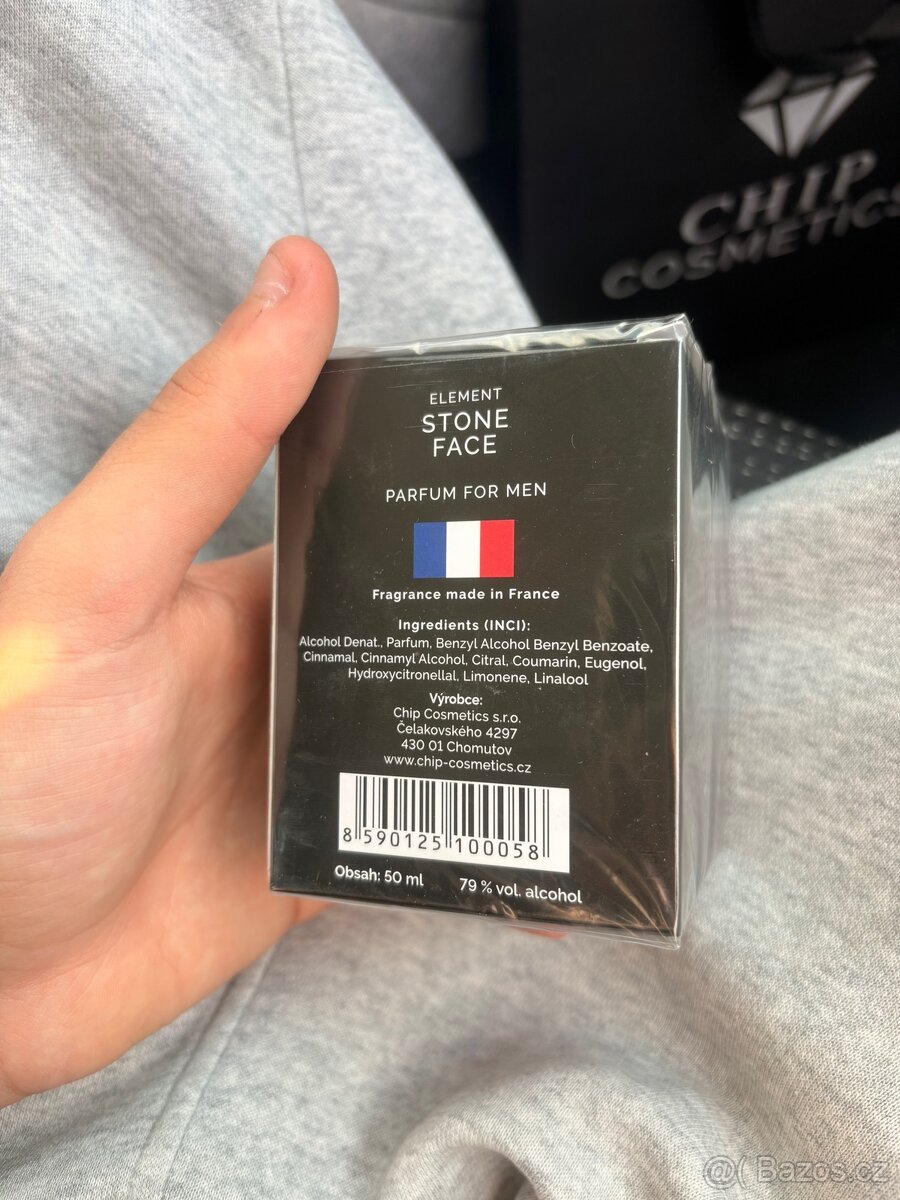 CHIP
COSMETICS
ELEMENT
STONE
FACE
PARFUM FOR MEN
Fragrance made in France
Ingredients (INCI):
Alcohol Denat., Parfum, Benzyl Alcohol Benzyl Benzoate,
Cinnamal, Cinnamyl Alcohol, Citral, Coumarin, Eugenol,
Hydroxycitronellal, Limonene, Linalool
Výrobce:
Chip Cosmetics s.r.o.
Čelakovského 4297
430 01 Chomutov
www.chip-cosmetics.cz
8 590125 100058
Obsah: 50 ml 79 % vol. alcohol
@( Bazos.cz